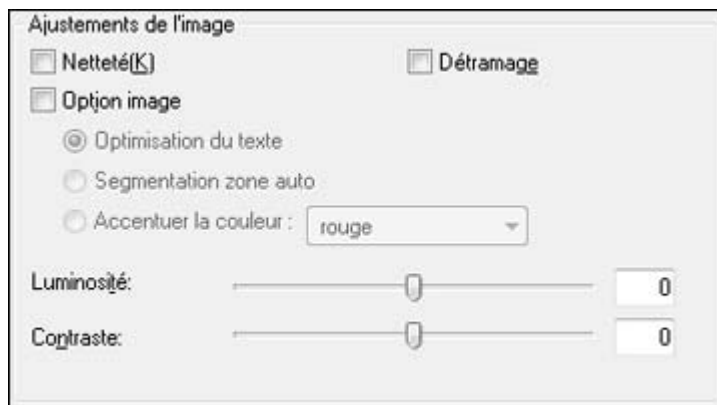 Ajustements de l'image
Netteté(K) Détramage
Option image
Optimisation du texte
Segmentation zone auto
Accentuer la couleur : rouge
Luminosité: 0
Contraste: 0